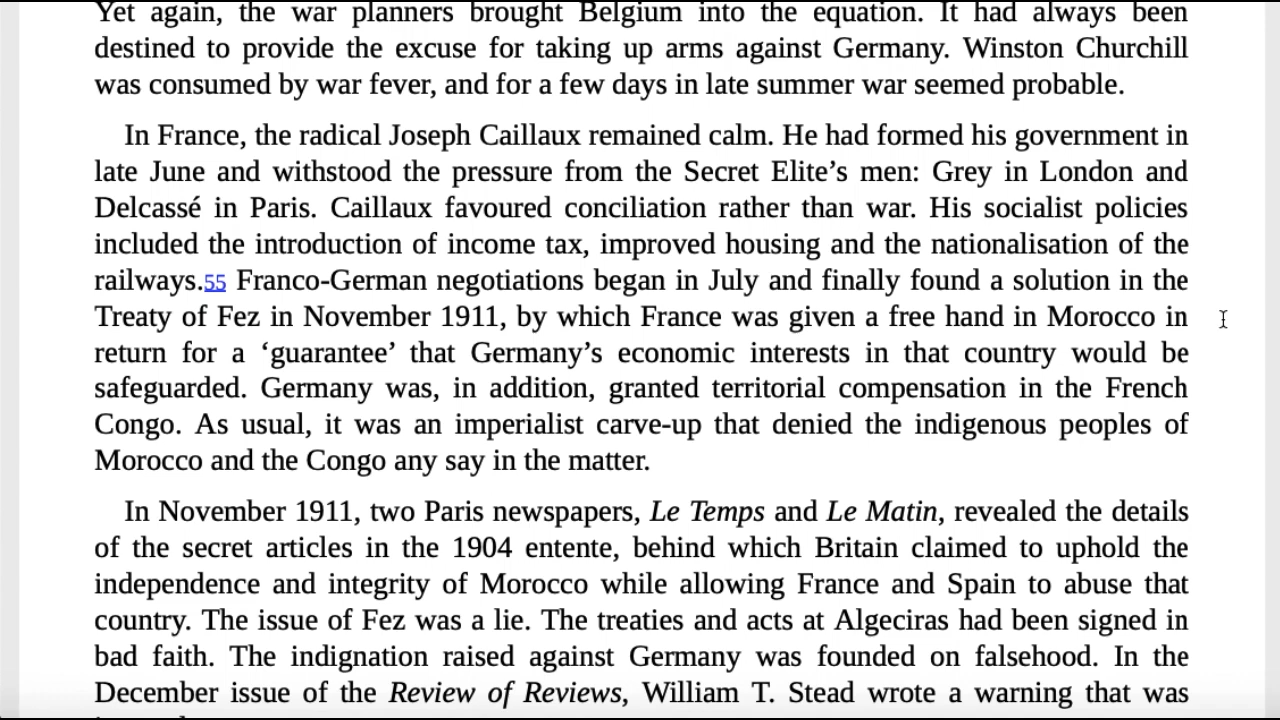 Yet again, the war planners brought Belgium into the equation. It had always been
destined to provide the excuse for taking up arms against Germany. Winston Churchill
was consumed by war fever, and for a few days in late summer war seemed probable.
In France, the radical Joseph Caillaux remained calm. He had formed his government in
late June and withstood the pressure from the Secret Elite’s men: Grey in London and
Delcassé in Paris. Caillaux favoured conciliation rather than war. His socialist policies
included the introduction of income tax, improved housing and the nationalisation of the
railways.55 Franco-German negotiations began in July and finally found a solution in the
Treaty of Fez in November 1911, by which France was given a free hand in Morocco in
return for a ‘guarantee’ that Germany’s economic interests in that country would be
safeguarded. Germany was, in addition, granted territorial compensation in the French
Congo. As usual, it was an imperialist carve-up that denied the indigenous peoples of
Morocco and the Congo any say in the matter.
In November 1911, two Paris newspapers, Le Temps and Le Matin, revealed the details
of the secret articles in the 1904 entente, behind which Britain claimed to uphold the
independence and integrity of Morocco while allowing France and Spain to abuse that
country. The issue of Fez was a lie. The treaties and acts at Algeciras had been signed in
bad faith. The indignation raised against Germany was founded on falsehood. In the
December issue of the Review of Reviews, William T. Stead wrote a warning that was